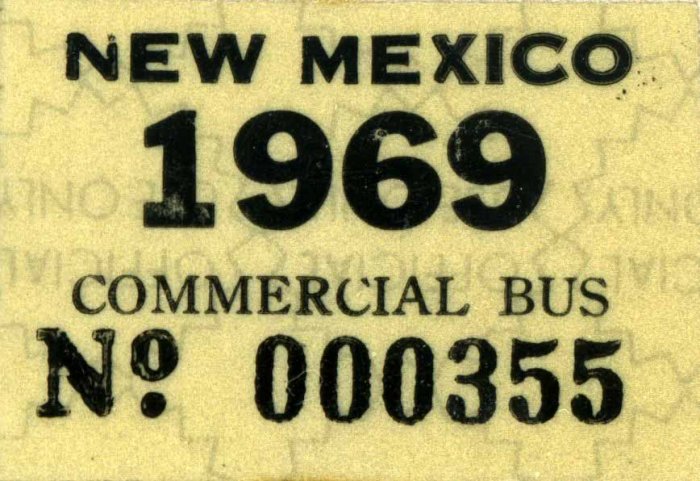 NEW MEXICO
1969
COMMERCIAL BUS
Nº. 000355